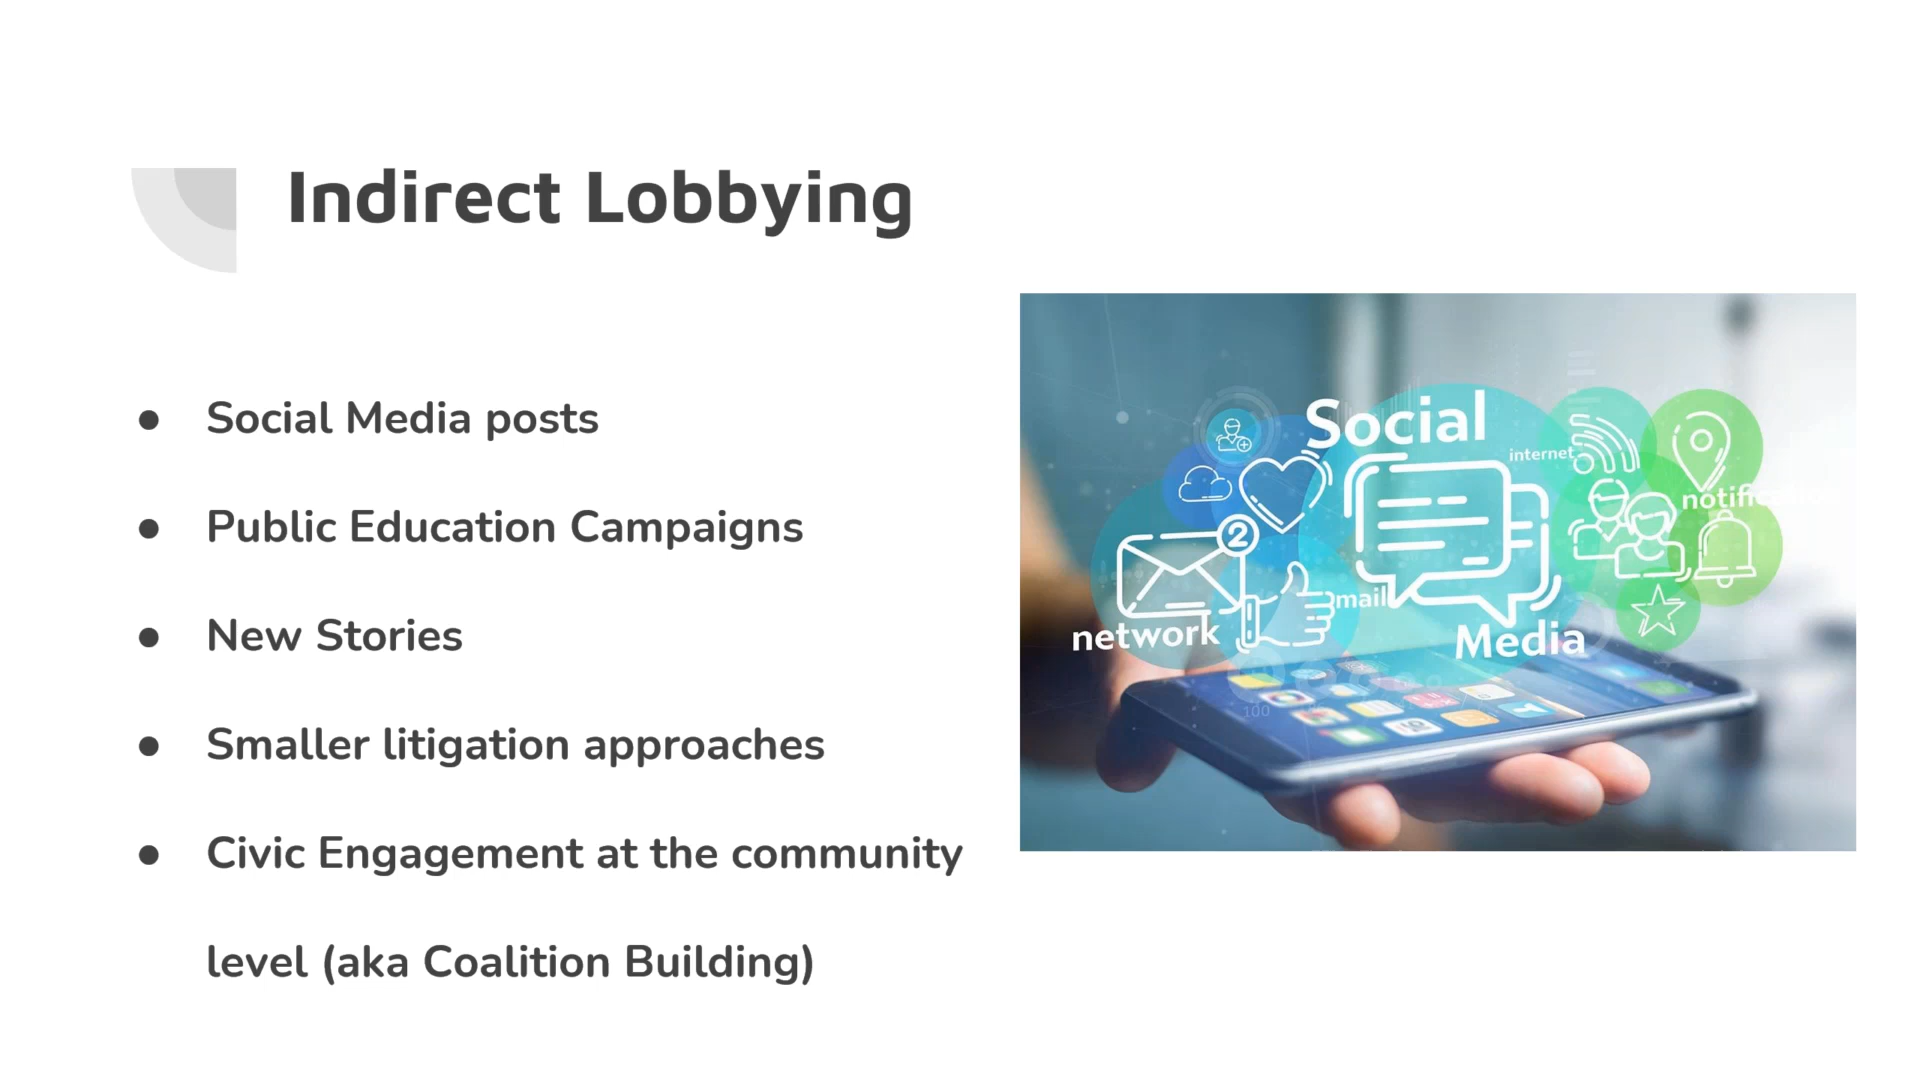 Indirect Lobbying
● Social Media posts
● Public Education Campaigns
● New Stories
● Smaller litigation approaches
● Civic Engagement at the community
level (aka Coalition Building)
Social
internet
2
mail
network
Media
100